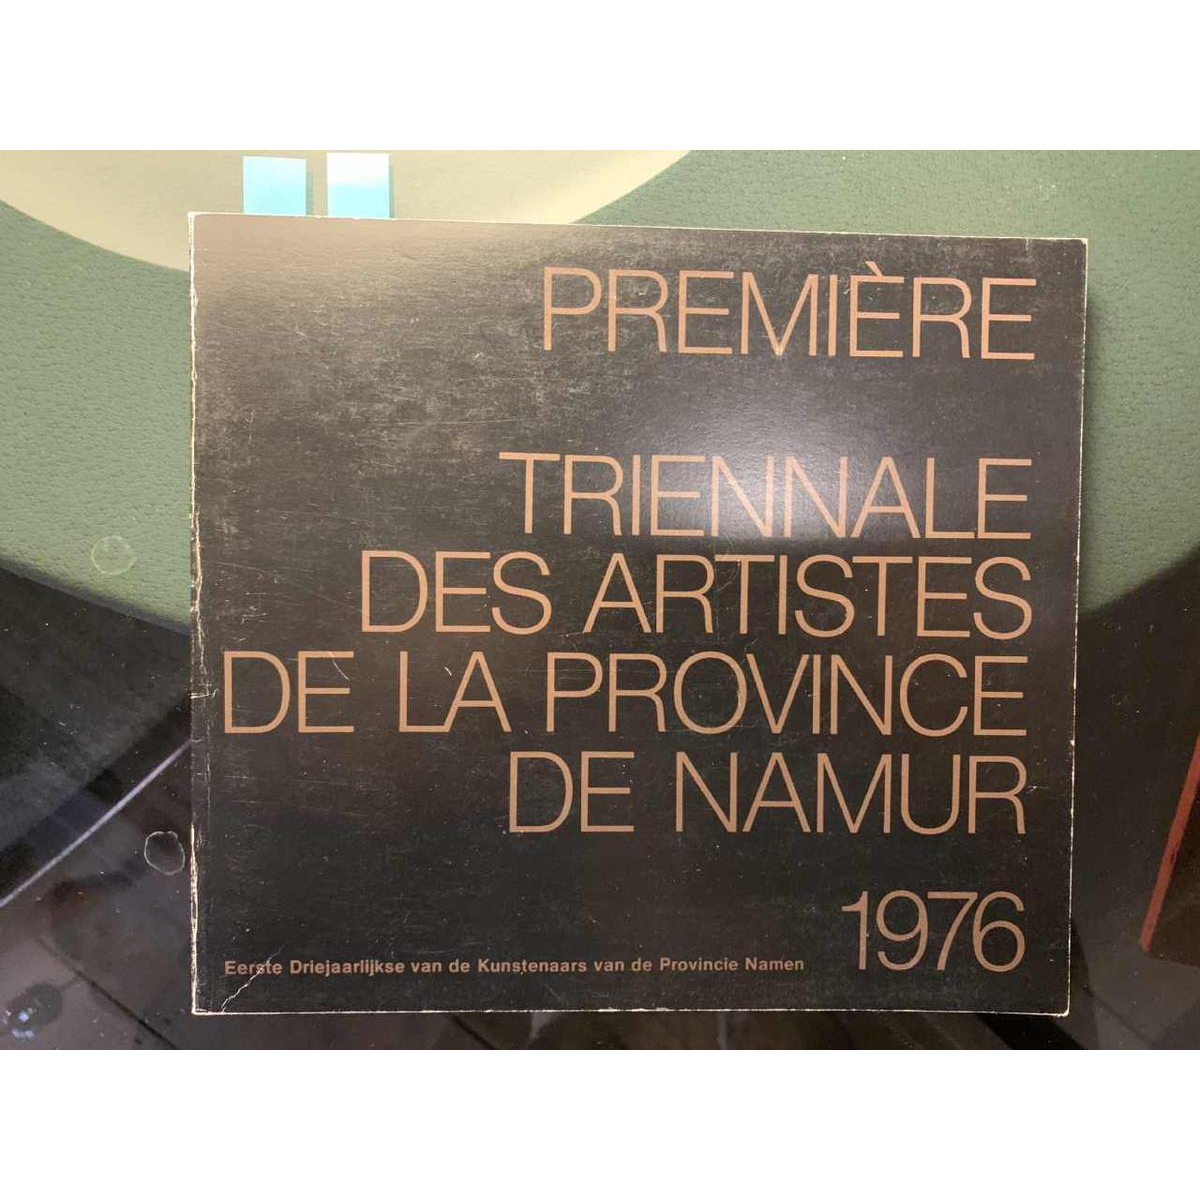 PREMIÈRE
TRIENNALE
DES ARTISTES
DE LA PROVINCE
DE NAMUR
1976
Eerste Driejaarlijkse van de Kunstenaars van de Provincie Namen